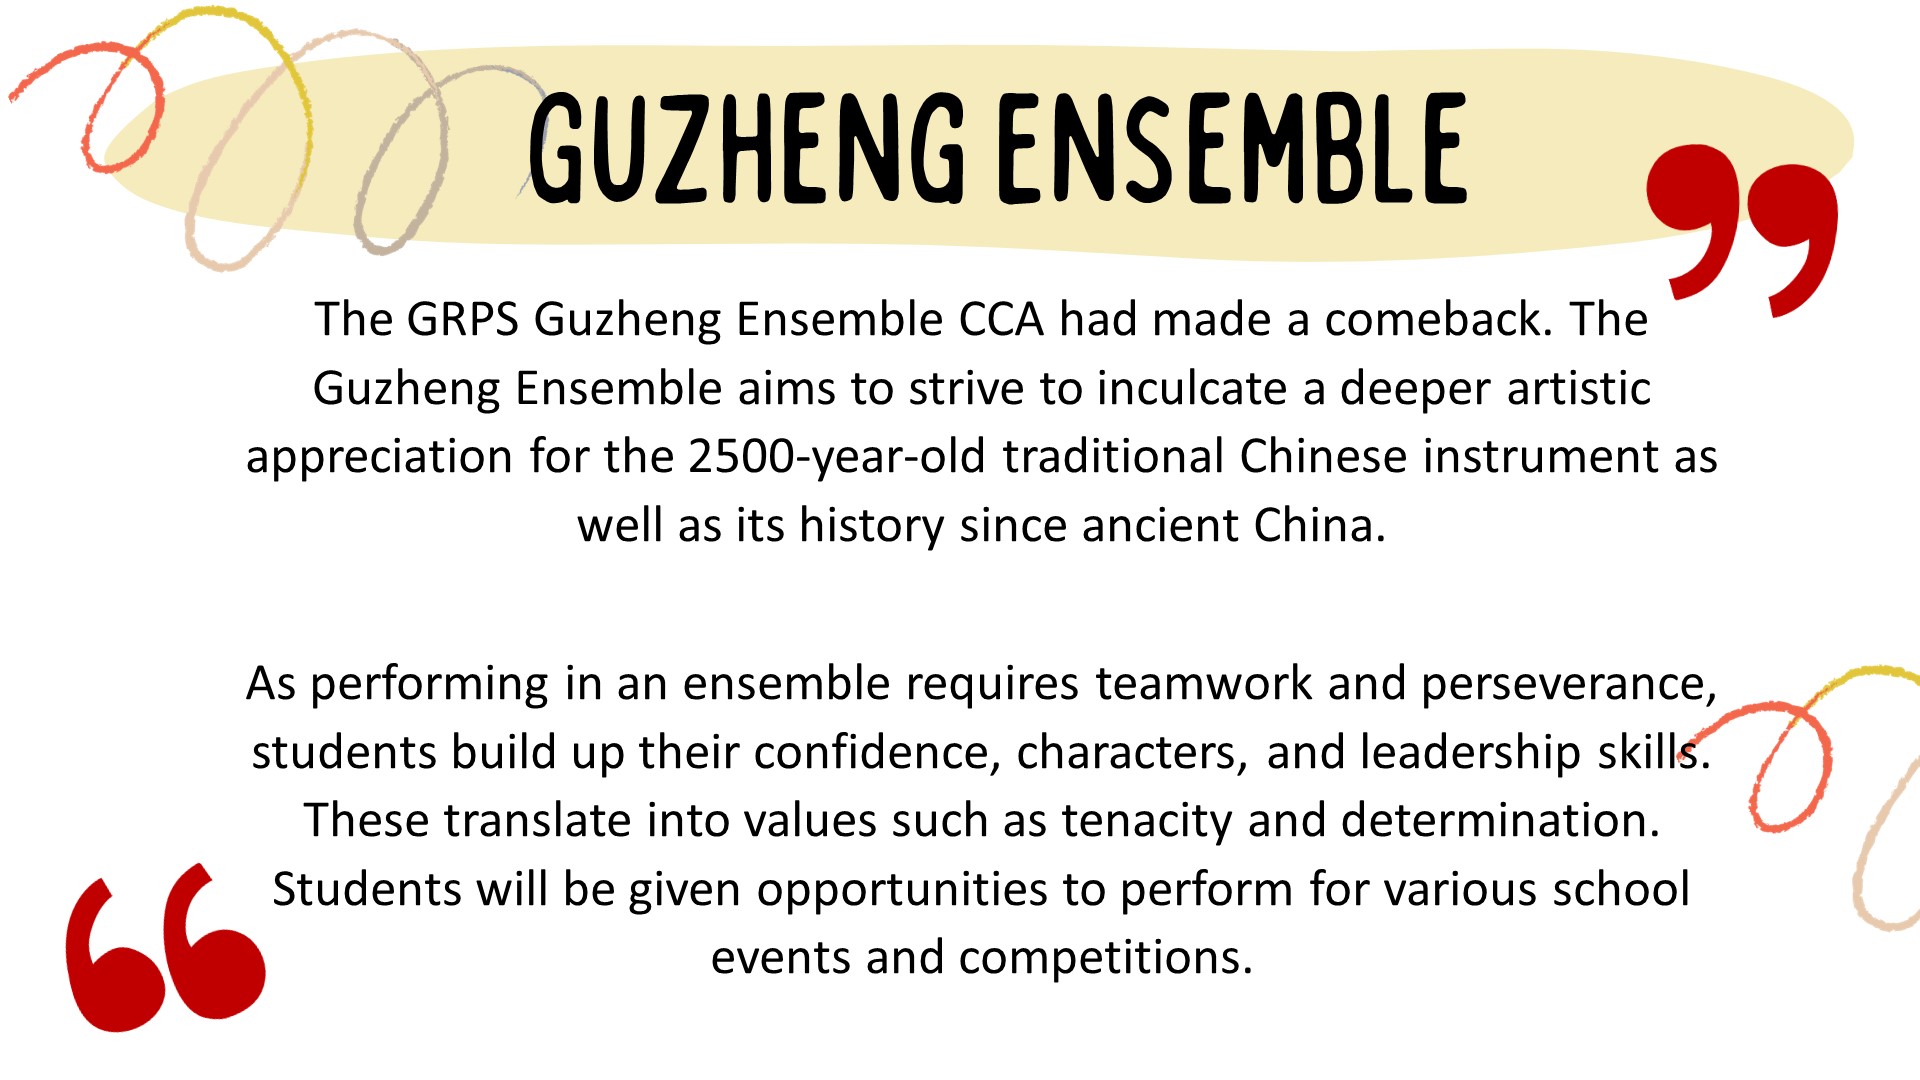 GUZHENG ENSEMBLE
The GRPS Guzheng Ensemble CCA had made a comeback. The
Guzheng Ensemble aims to strive to inculcate a deeper artistic
appreciation for the 2500-year-old traditional Chinese instrument as
well as its history since ancient China.
As performing in an ensemble requires teamwork and perseverance,
students build up their confidence, characters, and leadership skills.
These translate into values such as tenacity and determination.
Students will be given opportunities to perform for various school
events and competitions.